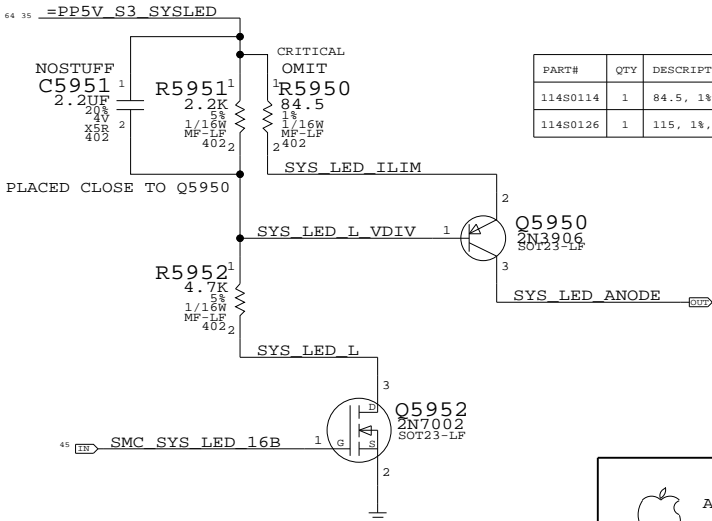 64 35 =PP5V_S3_SYSLED
NOSTUFF
C5951
1
2.2UF
20%
4V
X5R
402
2
R5951
1
2.2K
5%
1/16W
MF-LF
402
2
CRITICAL
OMIT
R5950
1
84.5
1%
1/16W
MF-LF
402
2
PART# QTY DESCRIPT
114S0114 1 84.5, 1%
114S0126 1 115, 1%,
PLACED CLOSE TO Q5950
SYS_LED_ILIM
2
SYS_LED_L_VDIV 1
Q5950
2N3906
SOT23-LF
3
R5952
1
4.7K
5%
1/16W
MF-LF
402
2
SYS_LED_ANODE OUT
SYS_LED_L
3
D
Q5952
2N7002
SOT23-LF
45 IN SMC_SYS_LED_16B 1 G S
2
A